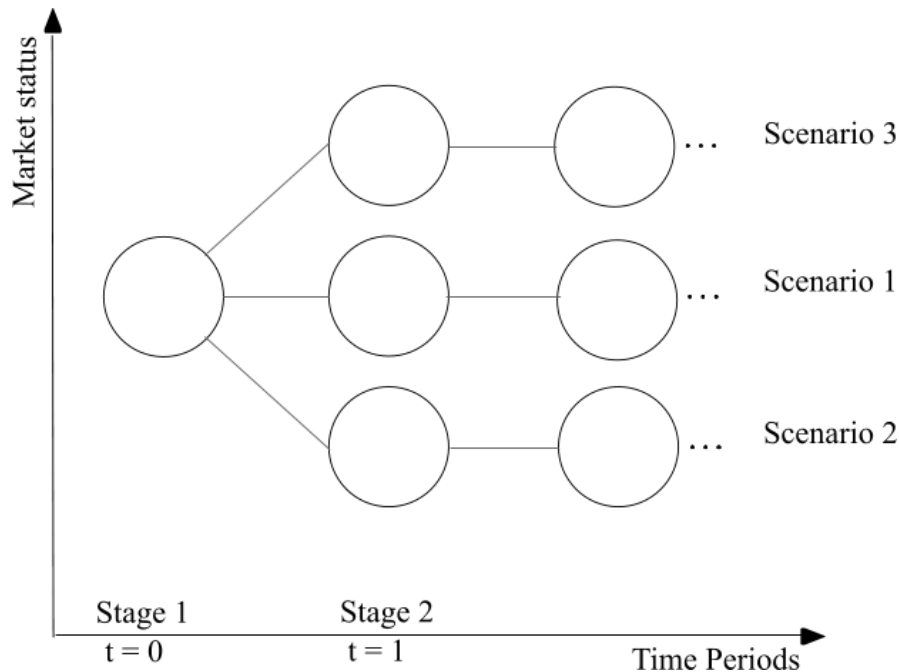 Market status
... Scenario 3
... Scenario 1
... Scenario 2
Stage 1 Stage 2
t = 0 t = 1
Time Periods